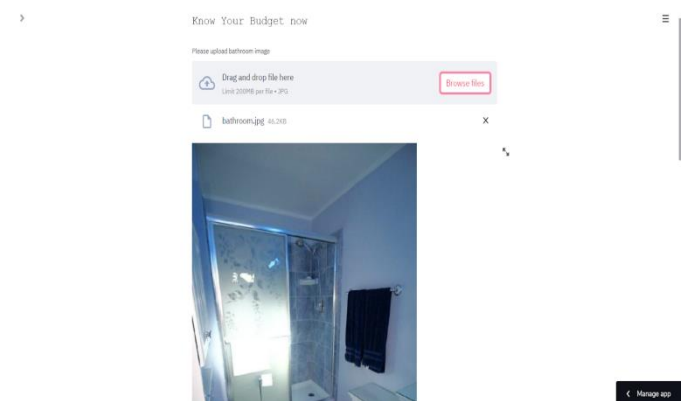 Know Your Budget now
Please upload bathroom image
Drag and drop file here
Limit 200MB per file • JPG
Browse files
bathroom.jpg 46.2KB
Manage app